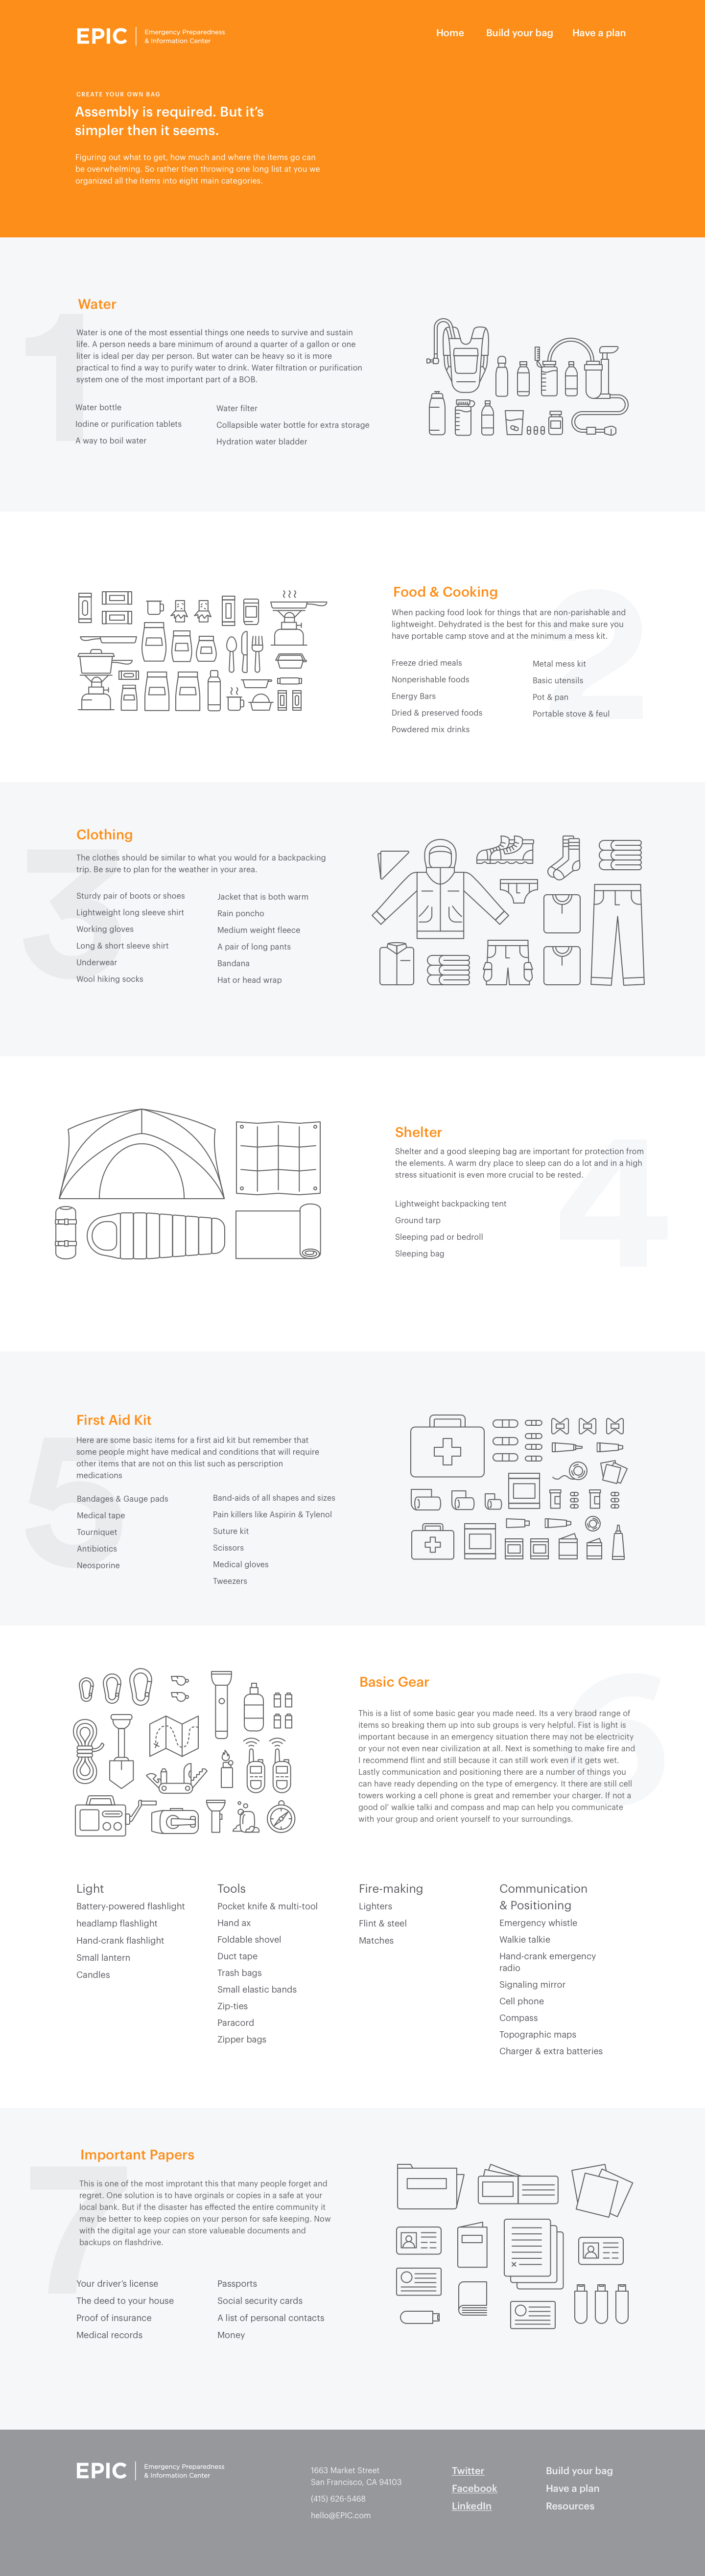 EPIC
Emergency Preparedness
& Information Center
Home
Build your bag
Have a plan
CREATE YOUR OWN BAG
Assembly is required. But it's
simpler then it seems.
Figuring out what to get, how much and where the items go can
be overwhelming. So rather then throwing one long list at you we
organized all the items into eight main categories.
1
Water
Water is one of the most essential things one needs to survive and sustain
life. A person needs a bare minimum of around a quarter of a gallon or one
liter is ideal per day per person. But water can be heavy so it is more
practical to find a way to purify water to drink. Water filtration or purification
system one of the most important part of a BOB.
Water bottle
Iodine or purification tablets
A way to boil water
Water filter
Collapsible water bottle for extra storage
Hydration water bladder
2
Food & Cooking
When packing food look for things that are non-parishable and
lightweight. Dehydrated is the best for this and make sure you
have portable camp stove and at the minimum a mess kit.
Freeze dried meals
Nonperishable foods
Energy Bars
Dried & preserved foods
Powdered mix drinks
Metal mess kit
Basic utensils
Pot & pan
Portable stove & feul
3
Clothing
The clothes should be similar to what you would for a backpacking
trip. Be sure to plan for the weather in your area.
Sturdy pair of boots or shoes
Lightweight long sleeve shirt
Working gloves
Long & short sleeve shirt
Underwear
Wool hiking socks
Jacket that is both warm
Rain poncho
Medium weight fleece
A pair of long pants
Bandana
Hat or head wrap
4
Shelter
Shelter and a good sleeping bag are important for protection from
the elements. A warm dry place to sleep can do a lot and in a high
stress situationit is even more crucial to be rested.
Lightweight backpacking tent
Ground tarp
Sleeping pad or bedroll
Sleeping bag
5
First Aid Kit
Here are some basic items for a first aid kit but remember that
some people might have medical and conditions that will require
other items that are not on this list such as perscription
medications
Bandages & Gauge pads
Medical tape
Tourniquet
Antibiotics
Neosporine
Band-aids of all shapes and sizes
Pain killers like Aspirin & Tylenol
Suture kit
Scissors
Medical gloves
Tweezers
6
Basic Gear
This is a list of some basic gear you made need. Its a very braod range of
items so breaking them up into sub groups is very helpful. Fist is light is
important because in an emergency situation there may not be electricity
or your not even near civilization at all. Next is something to make fire and
I recommend flint and still because it can still work even if it gets wet.
Lastly communication and positioning there are a number of things you
can have ready depending on the type of emergency. It there are still cell
towers working a cell phone is great and remember your charger. If not a
good ol' walkie talki and compass and map can help you communicate
with your group and orient yourself to your surroundings.
Light
Battery-powered flashlight
headlamp flashlight
Hand-crank flashlight
Small lantern
Candles
Tools
Pocket knife & multi-tool
Hand ax
Foldable shovel
Duct tape
Trash bags
Small elastic bands
Zip-ties
Paracord
Zipper bags
Fire-making
Lighters
Flint & steel
Matches
Communication
& Positioning
Emergency whistle
Walkie talkie
Hand-crank emergency
radio
Signaling mirror
Cell phone
Compass
Topographic maps
Charger & extra batteries
7
Important Papers
This is one of the most improtant this that many people forget and
regret. One solution is to have orginals or copies in a safe at your
local bank. But if the disaster has effected the entire community it
may be better to keep copies on your person for safe keeping. Now
with the digital age your can store valueable documents and
backups on flashdrive.
Your driver's license
The deed to your house
Proof of insurance
Medical records
Passports
Social security cards
A list of personal contacts
Money
EPIC
Emergency Preparedness
& Information Center
1663 Market Street
San Francisco, CA 94103
(415) 626-5468
hello@EPIC.com
Twitter
Facebook
LinkedIn
Build your bag
Have a plan
Resources